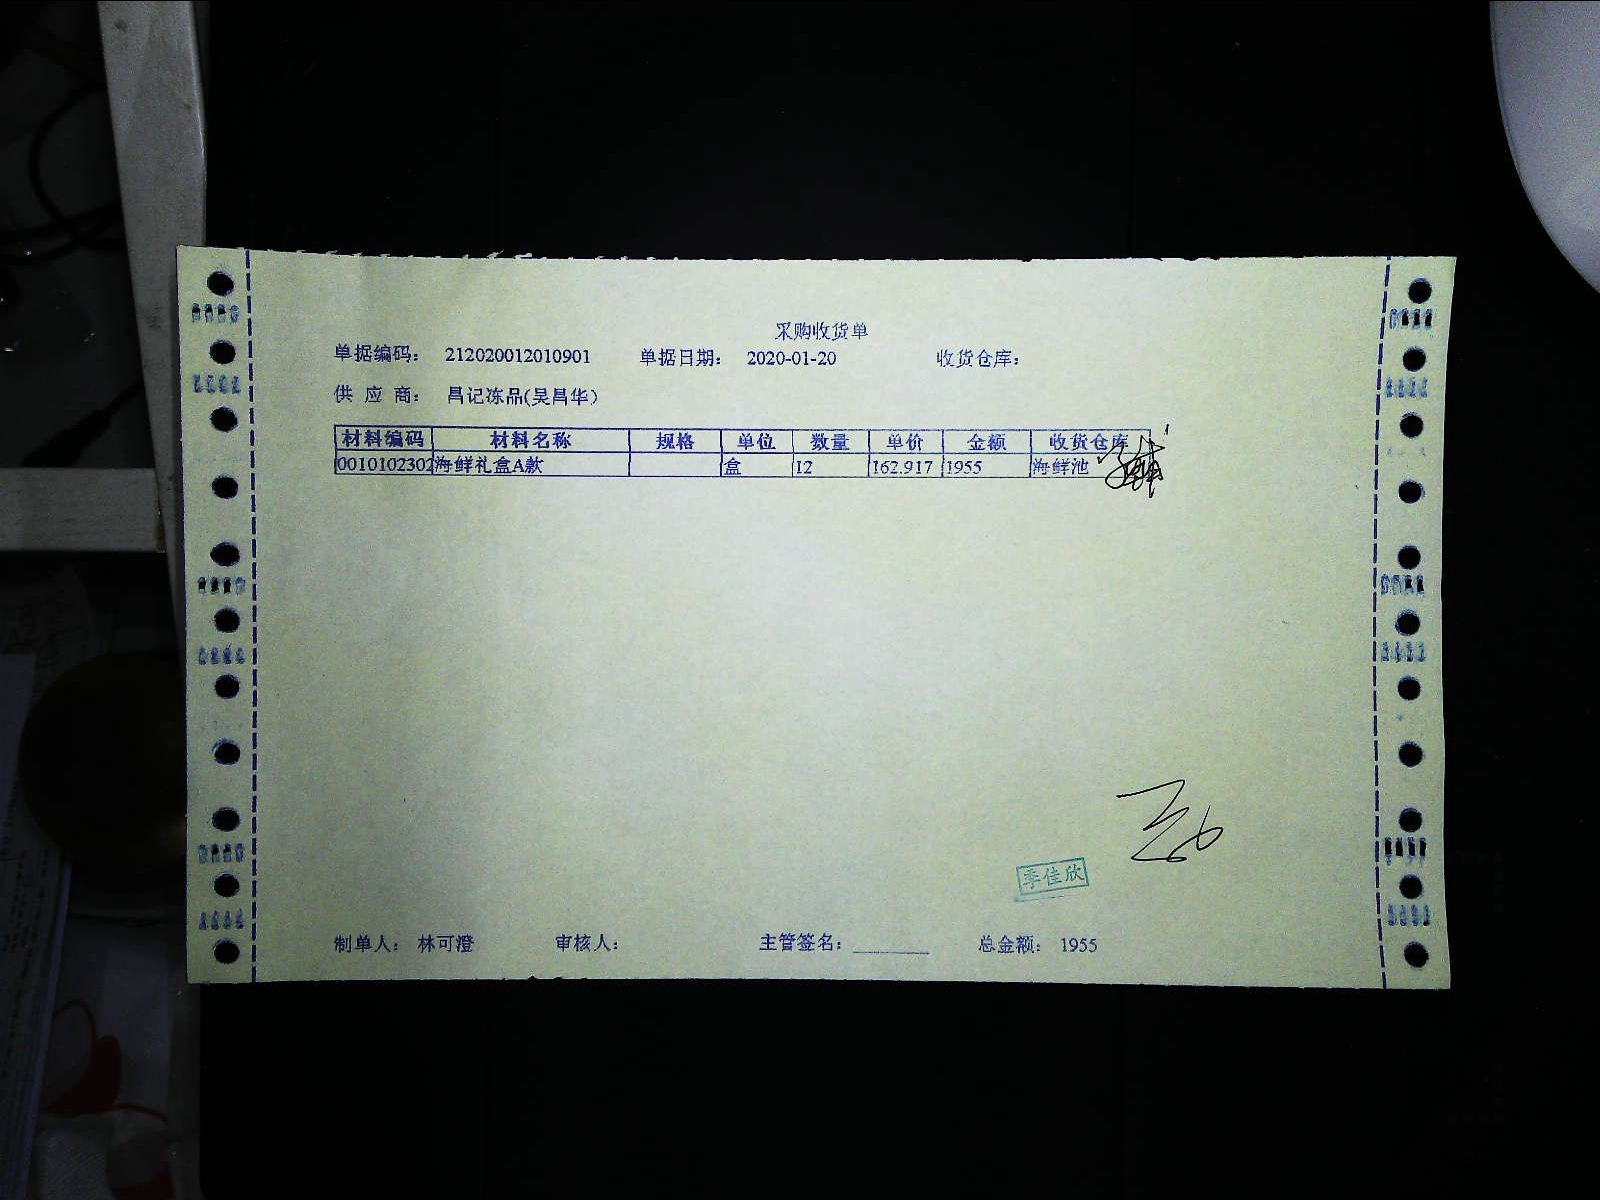 采购收货单
单据编码： 212020012010901 单据日期： 2020-01-20 收货仓库：
供 应 商： 昌记冻品(吴昌华)
材料编码 材料名称 规格 单位 数量 单价 金额 收货仓库
0010102302 海鲜礼盒A款 盒 12 162.917 1955 海鲜池
季佳欣
制单人： 林可澄 审核人： 主管签名： 总金额： 1955